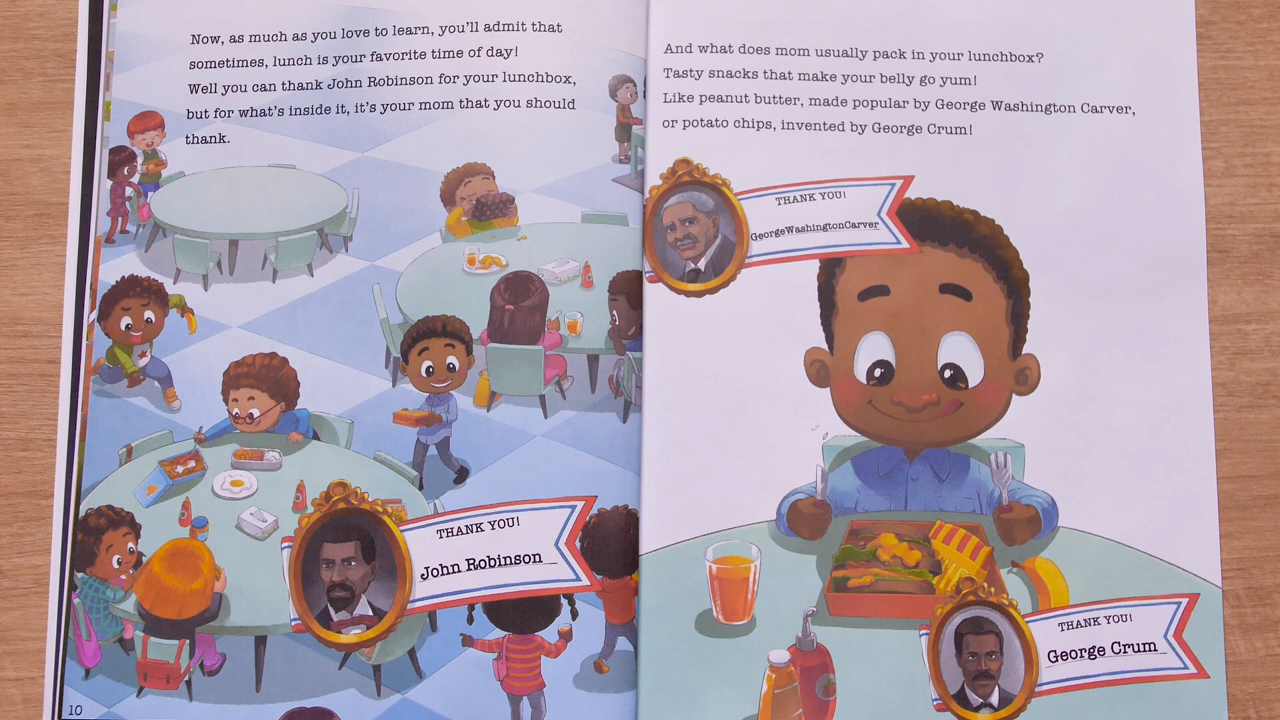 Now, as much as you love to learn, you'll admit that
sometimes, lunch is your favorite time of day!
Well you can thank John Robinson for your lunchbox,
but for what's inside it, it's your mom that you should
thank.
THANK YOU!
John Robinson
10
And what does mom usually pack in your lunchbox?
Tasty snacks that make your belly go yum!
Like peanut butter, made popular by George Washington Carver,
or potato chips, invented by George Crum!
THANK YOU!
GeorgeWashingtonCarver
THANK YOU!
George Crum